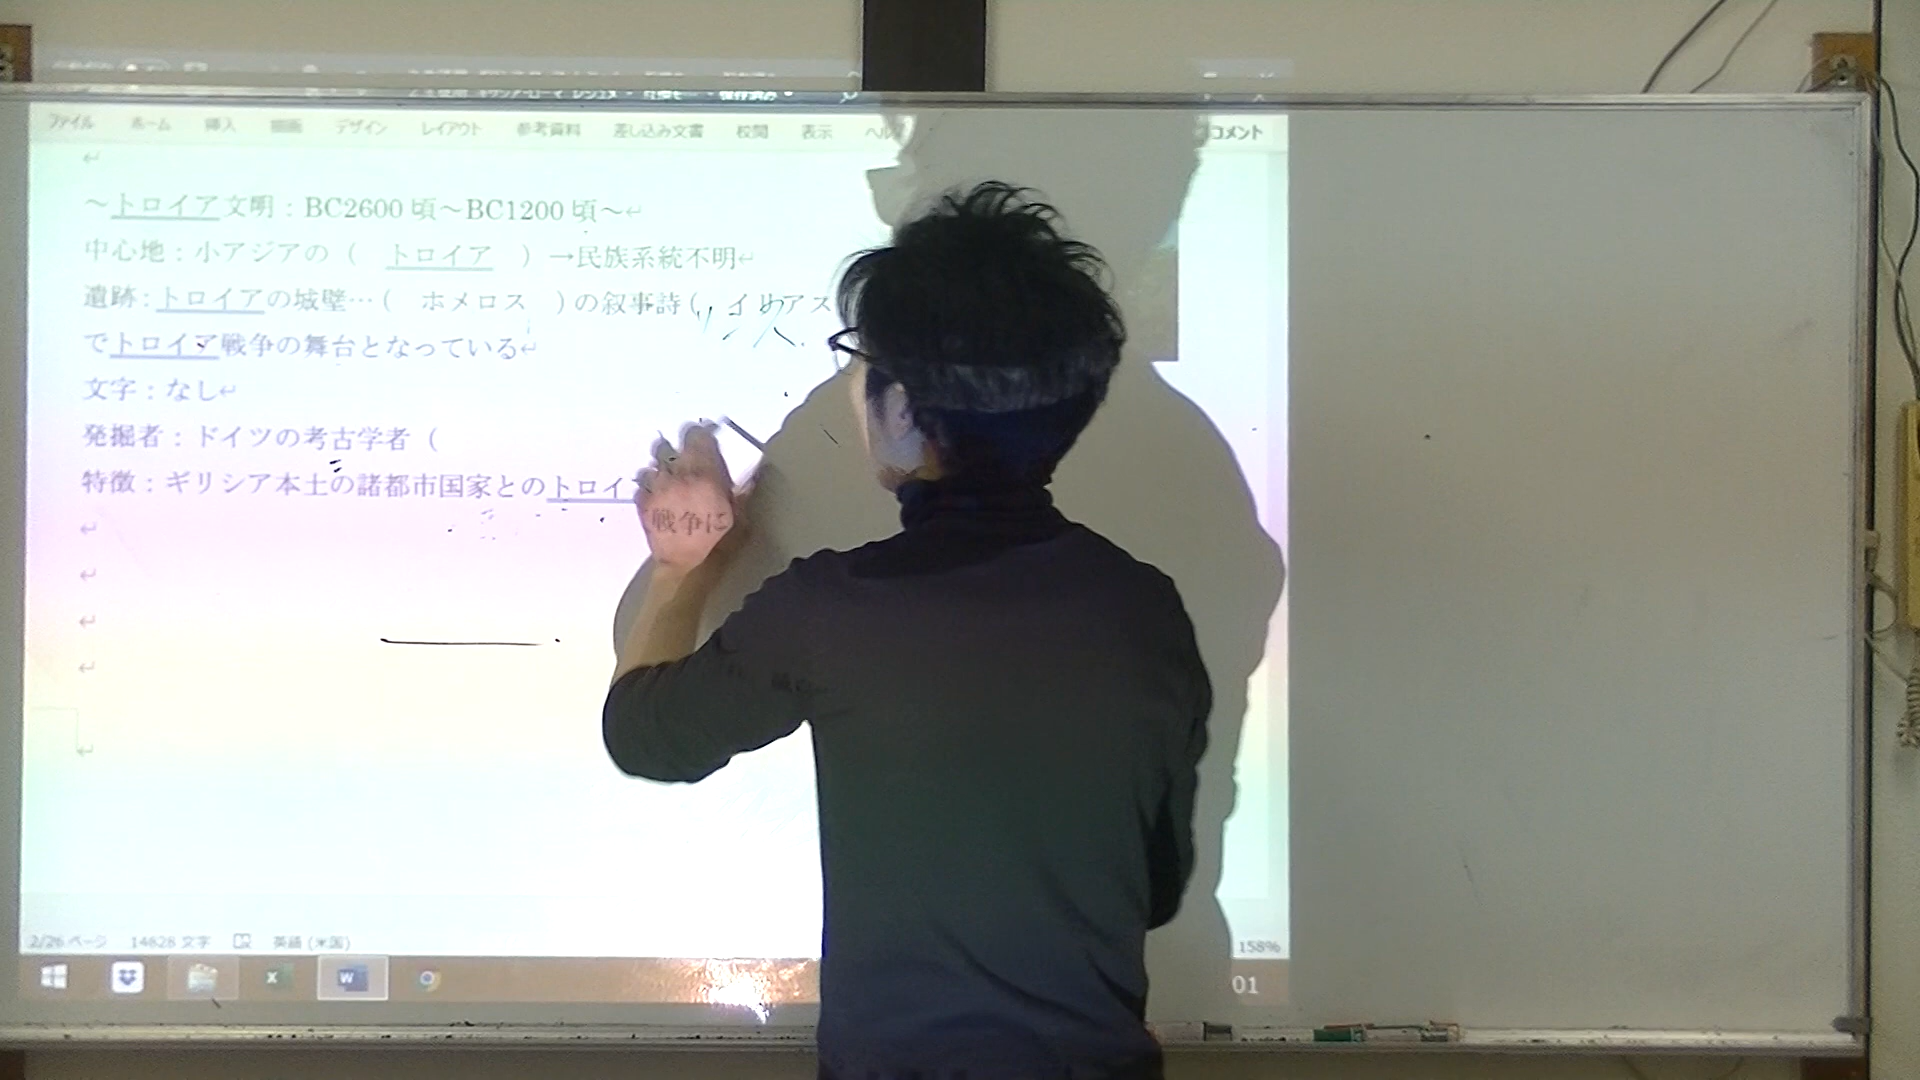 ファイル ホーム 挿入 描画 デザイン レイアウト 参考資料 差し込み文書 校閲 表示 ヘルプ コメント
～トロイア文明：BC2600頃～BC1200頃～
中心地：小アジアの（ トロイア ）→民族系統不明
遺跡：トロイアの城壁…（ ホメロス ）の叙事詩（ イリアス
でトロイア戦争の舞台となっている
文字：なし
発掘者：ドイツの考古学者（
特徴：ギリシア本土の諸都市国家とのトロイ
戦争に
2/26 ページ 14828 文字 英語 (米国) 158%
01